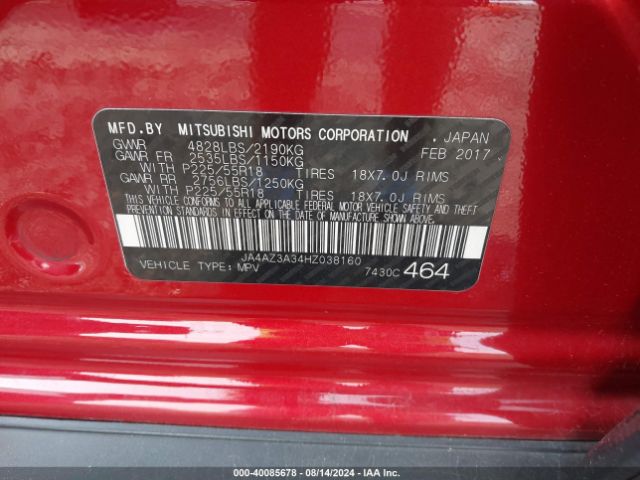 MFD.BY MITSUBISHI MOTORS CORPORATION . JAPAN
GVWR 4828LBS/2190KG FEB 2017
GAWR FR 2535LBS/1150KG
WITH P225/55R18 TIRES 18X7.0J RIMS
GAWR RR 2756LBS/1250KG
WITH P225/55R18 TIRES 18X7.0J RIMS
THIS VEHICLE CONFORMS TO ALL APPLICABLE FEDERAL MOTOR VEHICLE SAFETY AND THEFT
PREVENTION STANDARDS IN EFFECT ON THE DATE OF MANUFACTURE SHOWN ABOVE.
JA4AZ3A34HZ038160
VEHICLE TYPE: MPV 7430C 464
000-40085678 - 08/14/2024 - IAA Inc.